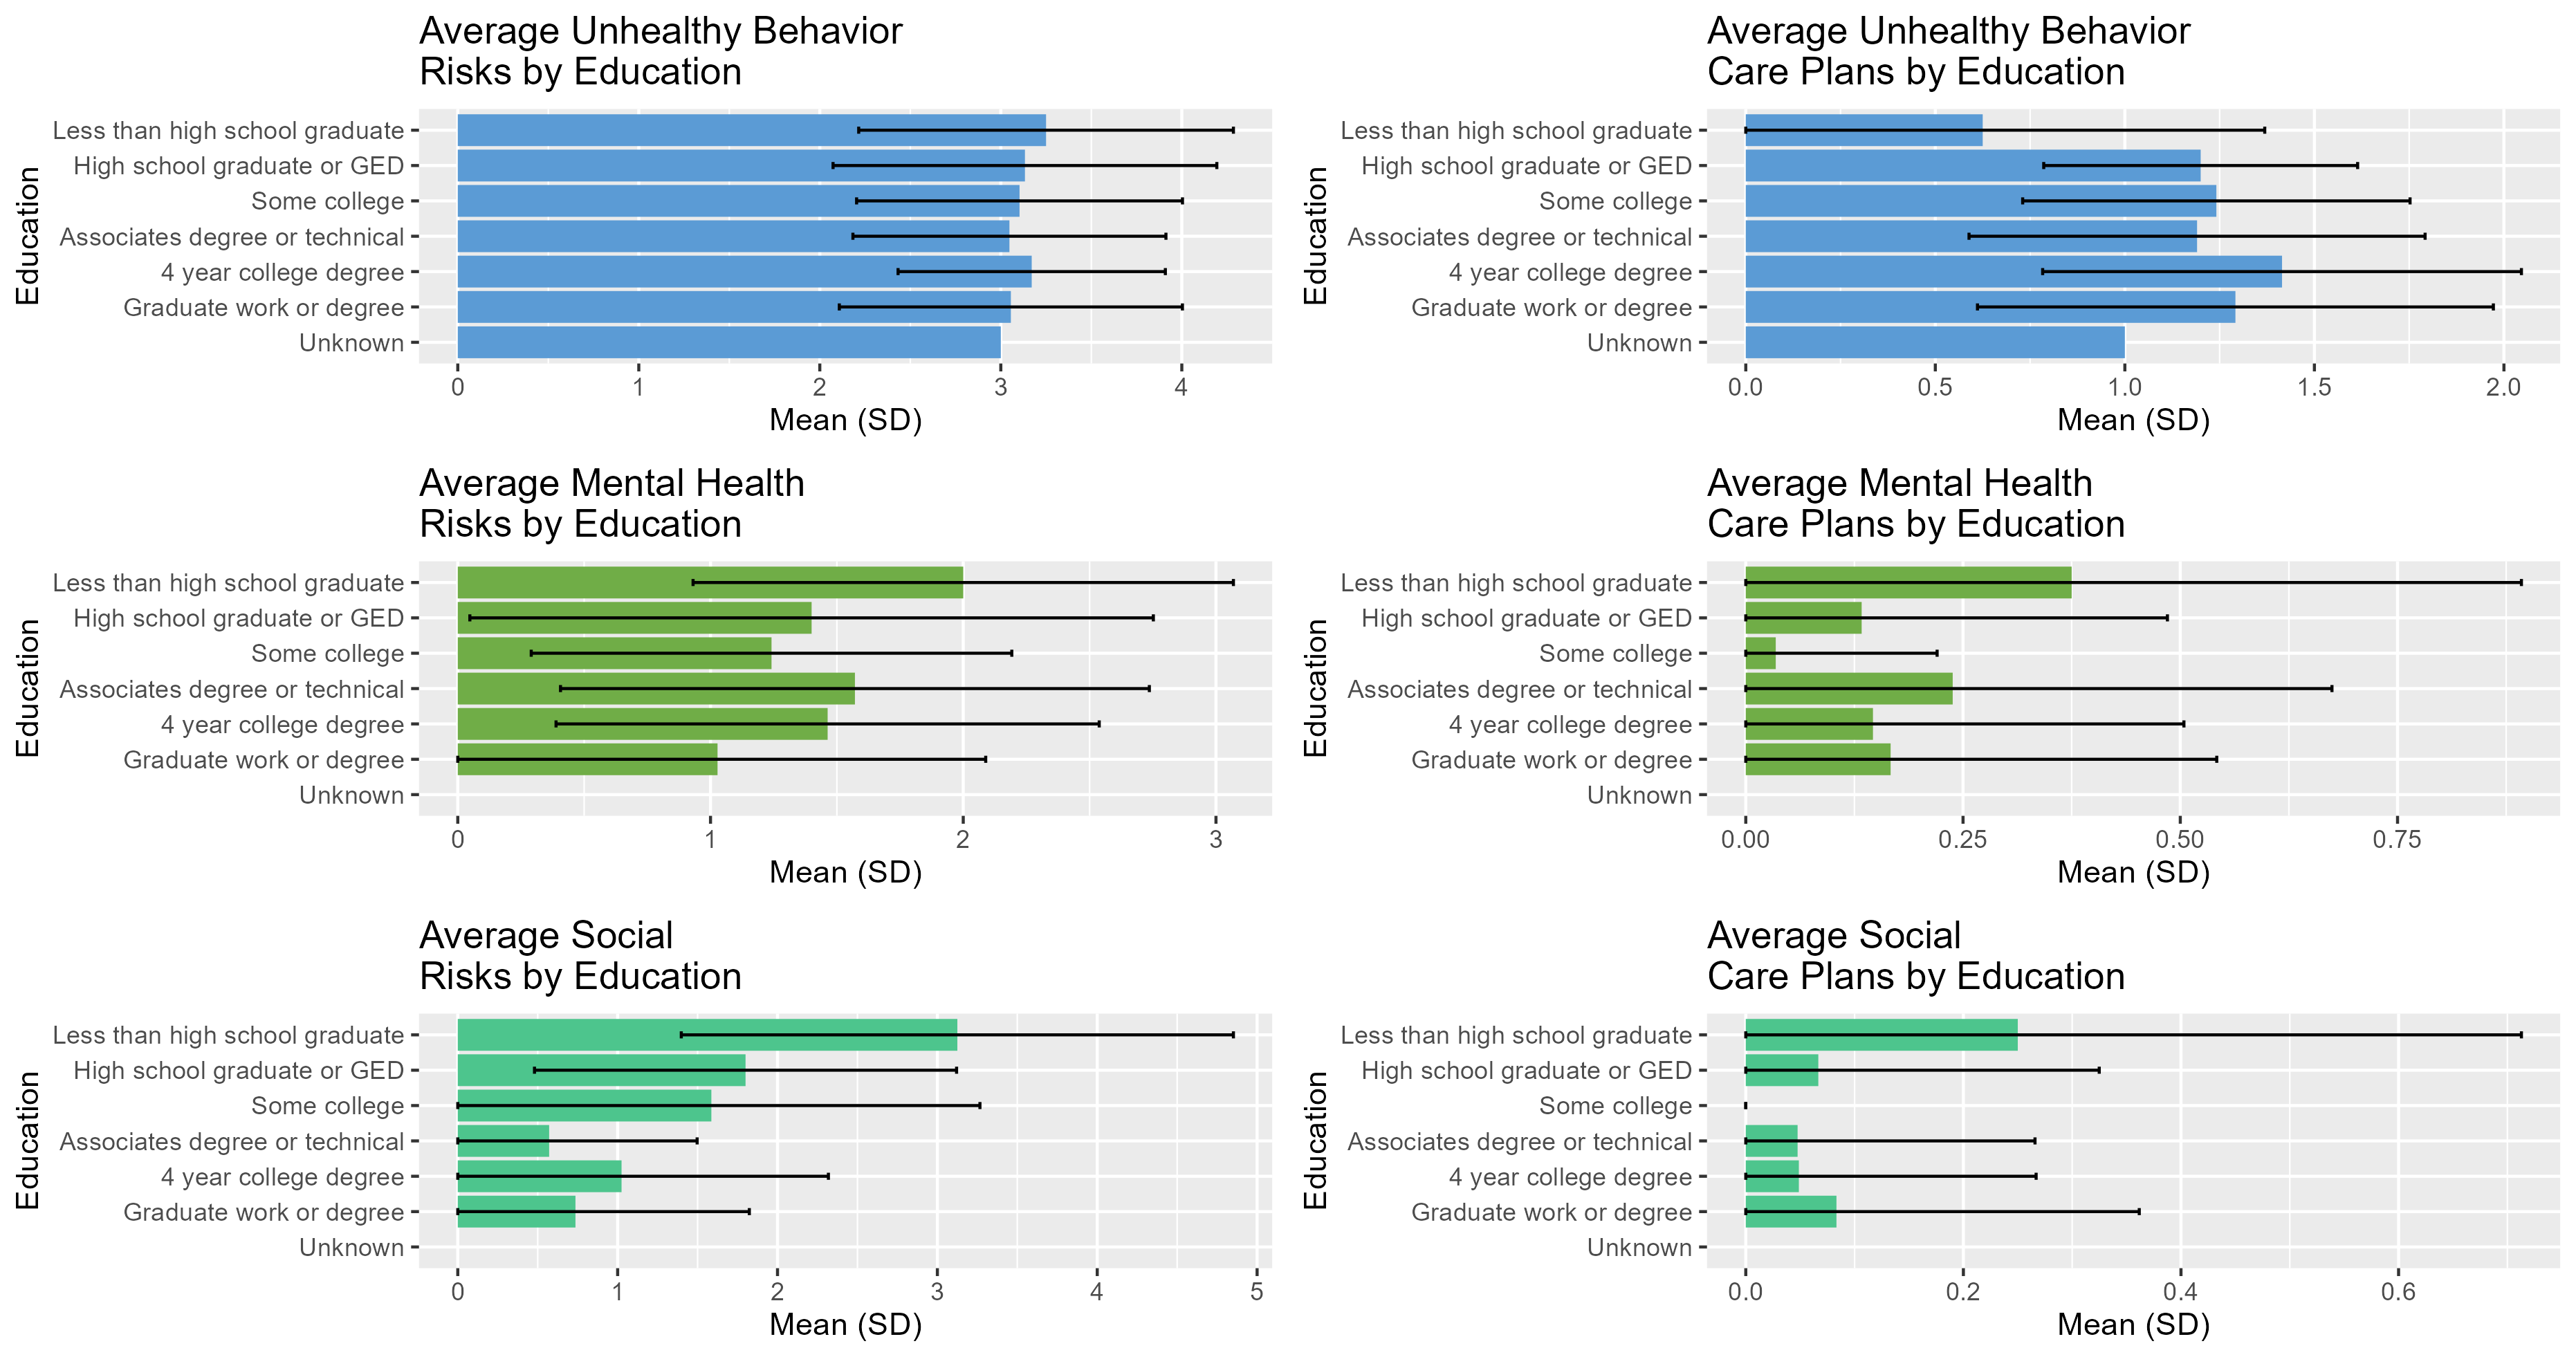 Average Unhealthy Behavior
Risks by Education
Education
Less than high school graduate
High school graduate or GED
Some college
Associates degree or technical
4 year college degree
Graduate work or degree
Unknown
0 1 2 3 4
Mean (SD)
Average Unhealthy Behavior
Care Plans by Education
Education
Less than high school graduate
High school graduate or GED
Some college
Associates degree or technical
4 year college degree
Graduate work or degree
Unknown
0.0 0.5 1.0 1.5 2.0
Mean (SD)
Average Mental Health
Risks by Education
Education
Less than high school graduate
High school graduate or GED
Some college
Associates degree or technical
4 year college degree
Graduate work or degree
Unknown
0 1 2 3
Mean (SD)
Average Mental Health
Care Plans by Education
Education
Less than high school graduate
High school graduate or GED
Some college
Associates degree or technical
4 year college degree
Graduate work or degree
Unknown
0.00 0.25 0.50 0.75
Mean (SD)
Average Social
Risks by Education
Education
Less than high school graduate
High school graduate or GED
Some college
Associates degree or technical
4 year college degree
Graduate work or degree
Unknown
0 1 2 3 4 5
Mean (SD)
Average Social
Care Plans by Education
Education
Less than high school graduate
High school graduate or GED
Some college
Associates degree or technical
4 year college degree
Graduate work or degree
Unknown
0.0 0.2 0.4 0.6
Mean (SD)